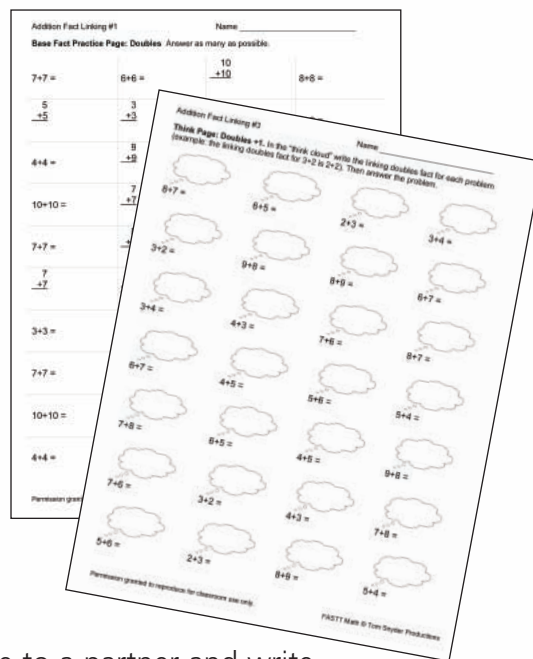 Addition Fact Linking #1 Name
Base Fact Practice Page: Doubles Answer as many as possible.
7+7 = 6+6 = 10 +10 8+8 =
5 +5 3 +3
4+4 =
10+10 = 7 +7
7+7 =
7 +7
3+3 =
7+7 =
10+10 =
4+4 =
Permission
Addition Fact Linking #3 Name
Think Page: Doubles +1. In the "think cloud" write the linking doubles fact for each problem
(example: the linking doubles fact for 3+2 is 2+2). Then answer the problem.
8+7 = 6+5 = 2+3 = 3+4 =
3+2 = 9+8 = 8+9 = 6+7 =
3+4 = 4+3 = 7+6 = 8+7 =
6+7 = 4+5 = 5+6 = 5+4 =
7+8 = 6+5 = 4+5 = 9+8 =
7+6 = 3+2 = 4+3 = 7+8 =
5+6 = 2+3 = 8+9 = 5+4 =
Permission granted to reproduce for classroom use only.
FASTT Math © Tom Snyder Productions
to a partner and write